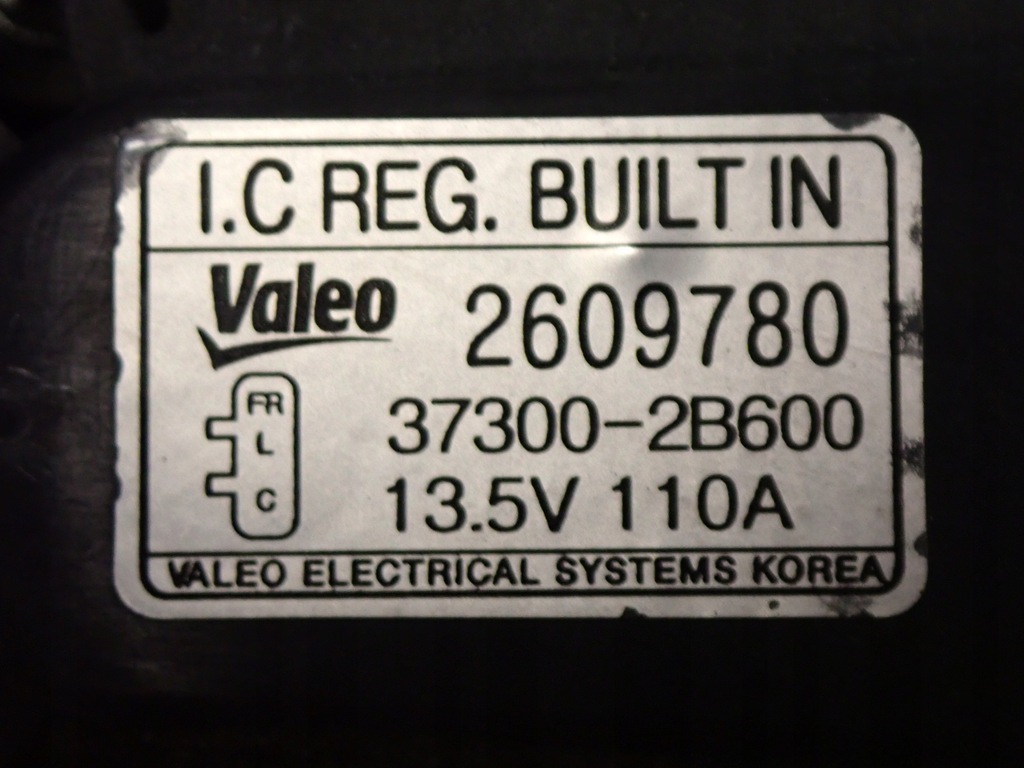 I.C REG. BUILT IN
Valeo 2609780
FR
L
C
37300-2B600
13.5V 110A
VALEO ELECTRICAL SYSTEMS KOREA